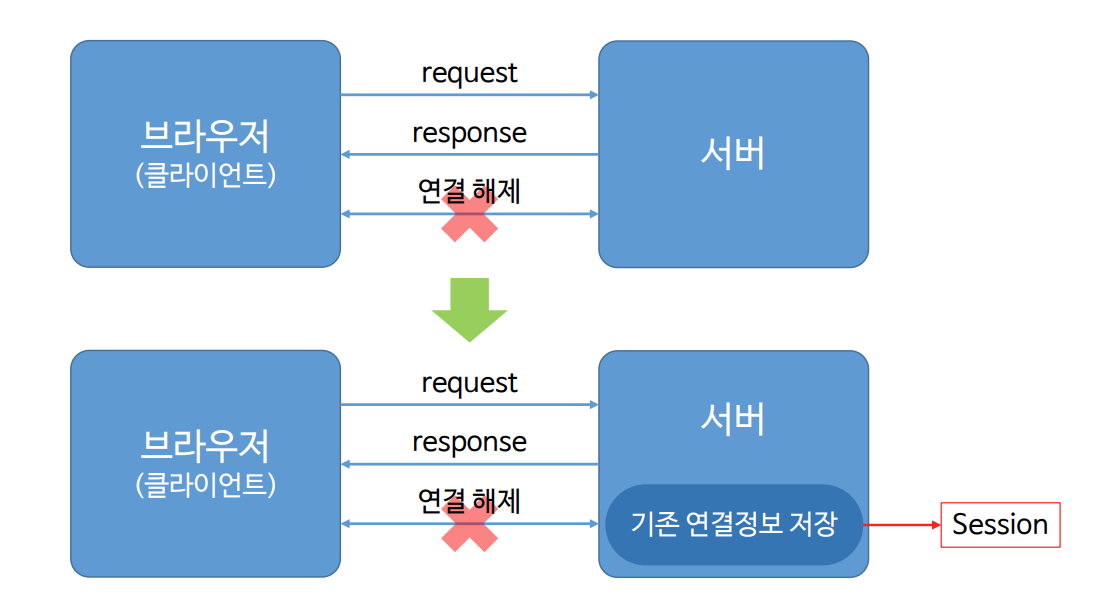 request
브라우저
(클라이언트)
response
서버
연결 해제
request
브라우저
(클라이언트)
response
서버
연결 해제
기존 연결정보 저장
Session